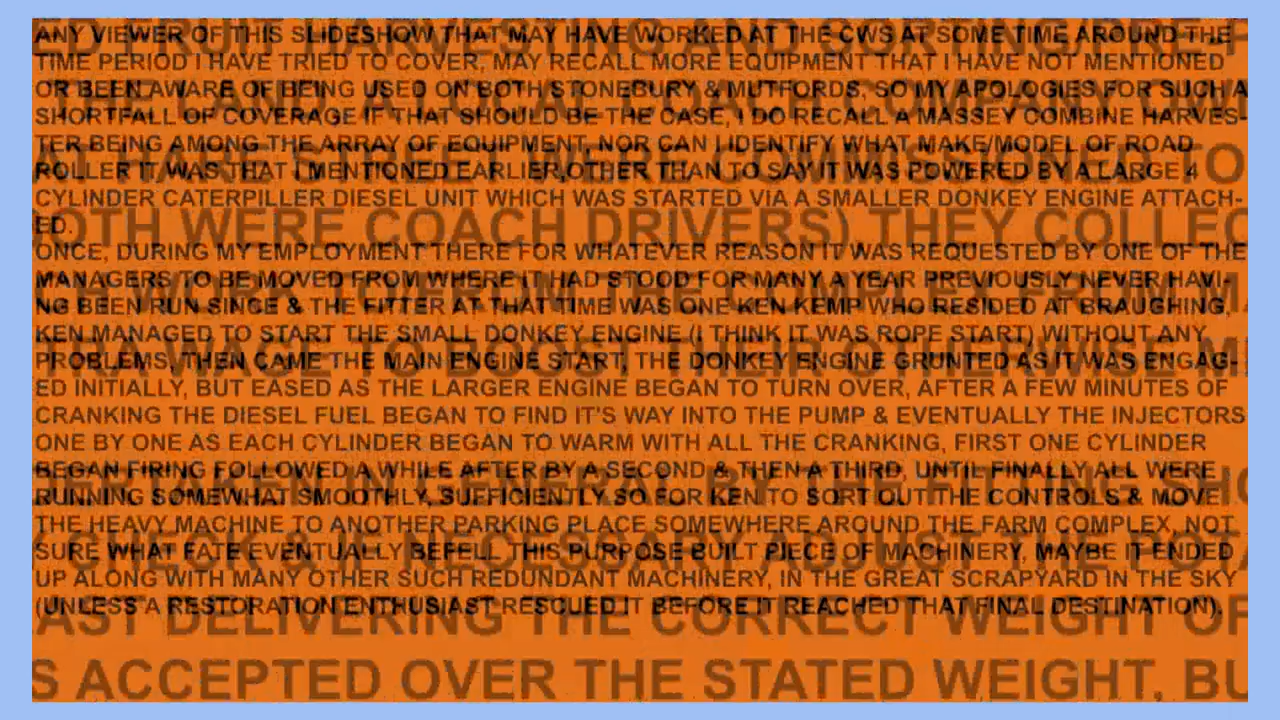 ANY VIEWER OF THIS SLIDESHOW THAT MAY HAVE WORKED AT THE CWS AT SOME TIME AROUND THE
TIME PERIOD I HAVE TRIED TO COVER, MAY RECALL MORE EQUIPMENT THAT I HAVE NOT MENTIONED
OR BEEN AWARE OF BEING USED ON BOTH STONEBURY & MUTFORDS, SO MY APOLOGIES FOR SUCH A
SHORTFALL OF COVERAGE IF THAT SHOULD BE THE CASE, I DO RECALL A MASSEY COMBINE HARVES-
TER BEING AMONG THE ARRAY OF EQUIPMENT, NOR CAN I IDENTIFY WHAT MAKE/MODEL OF ROAD
ROLLER IT WAS THAT I MENTIONED EARLIER,OTHER THAN TO SAY IT WAS POWERED BY A LARGE 4
CYLINDER CATERPILLER DIESEL UNIT WHICH WAS STARTED VIA A SMALLER DONKEY ENGINE ATTACH-
ED.
OTH WERE COACH DRIVERS) THEY COLLEC
ONCE, DURING MY EMPLOYMENT THERE FOR WHATEVER REASON IT WAS REQUESTED BY ONE OF THE
MANAGERS TO BE MOVED FROM WHERE IT HAD STOOD FOR MANY A YEAR PREVIOUSLY NEVER HAVI-
NG BEEN RUN SINCE & THE FITTER AT THAT TIME WAS ONE KEN KEMP WHO RESIDED AT BRAUGHING,
KEN MANAGED TO START THE SMALL DONKEY ENGINE (I THINK IT WAS ROPE START) WITHOUT ANY
PROBLEMS, THEN CAME THE MAIN ENGINE START, THE DONKEY ENGINE GRUNTED AS IT WAS ENGAG-
ED INITIALLY, BUT EASED AS THE LARGER ENGINE BEGAN TO TURN OVER, AFTER A FEW MINUTES OF
CRANKING THE DIESEL FUEL BEGAN TO FIND IT'S WAY INTO THE PUMP & EVENTUALLY THE INJECTORS
ONE BY ONE AS EACH CYLINDER BEGAN TO WARM WITH ALL THE CRANKING, FIRST ONE CYLINDER
BEGAN FIRING FOLLOWED A WHILE AFTER BY A SECOND & THEN A THIRD, UNTIL FINALLY ALL WERE
RUNNING SOMEWHAT SMOOTHLY, SUFFICIENTLY SO FOR KEN TO SORT OUT THE CONTROLS & MOVE
THE HEAVY MACHINE TO ANOTHER PARKING PLACE SOMEWHERE AROUND THE FARM COMPLEX, NOT
SURE WHAT FATE EVENTUALLY BEFELL THIS PURPOSE BUILT PIECE OF MACHINERY, MAYBE IT ENDED
UP ALONG WITH MANY OTHER SUCH REDUNDANT MACHINERY, IN THE GREAT SCRAPYARD IN THE SKY
(UNLESS A RESTORATION ENTHUSIAST RESCUED IT BEFORE IT REACHED THAT FINAL DESTINATION).
AST DELIVERING THE CORRECT WEIGHT OF
S ACCEPTED OVER THE STATED WEIGHT, BU